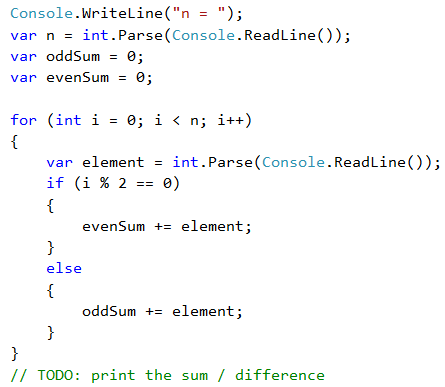 Console.WriteLine("n = ");
var n = int.Parse(Console.ReadLine());
var oddSum = 0;
var evenSum = 0;

for (int i = 0; i < n; i++)
{
    var element = int.Parse(Console.ReadLine());
    if (i % 2 == 0)
    {
        evenSum += element;
    }
    else
    {
        oddSum += element;
    }
}
// TODO: print the sum / difference